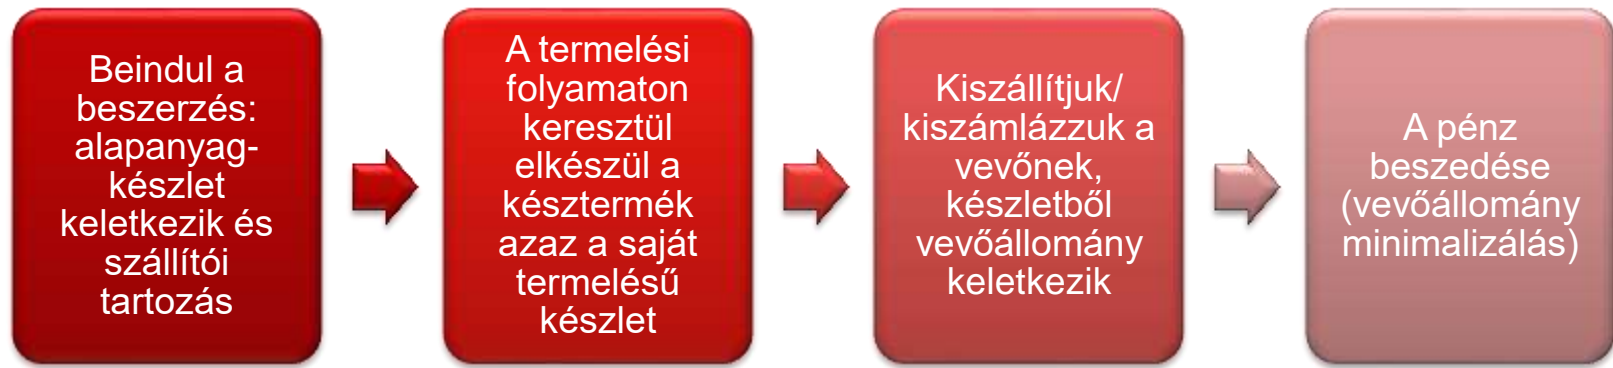 Beindul a
beszerzés:
alapanyag-
készlet
keletkezik és
szállítói
tartozás
A termelési
folyamaton
keresztül
elkészül a
késztermék
azaz a saját
termelésű
készlet
Kiszállítjuk/
kiszámlázzuk a
vevőnek,
készletből
vevőállomány
keletkezik
A pénz
beszedése
(vevőállomány
minimalizálás)